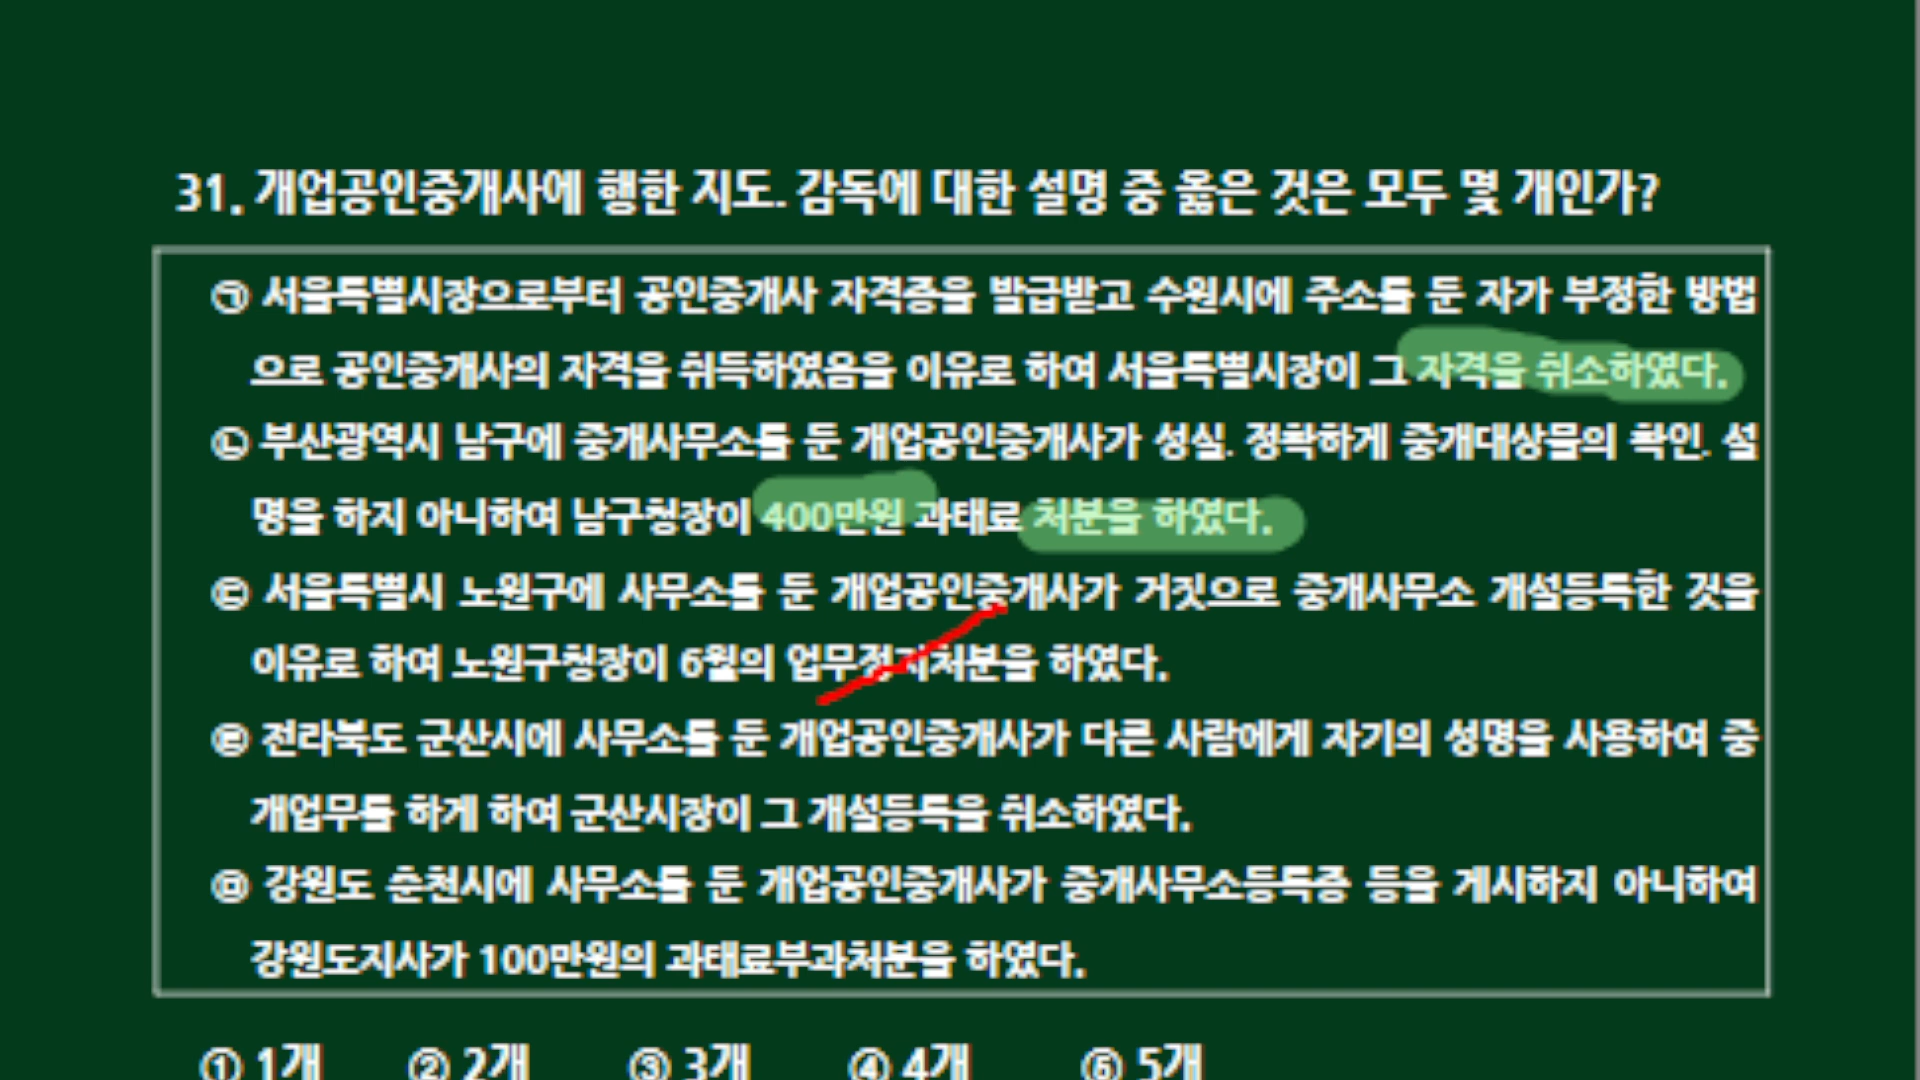 31. 개업공인중개사에 행한 지도. 감독에 대한 설명 중 옳은 것은 모두 몇 개인가?
㉠ 서울특별시장으로부터 공인중개사 자격증을 발급받고 수원시에 주소를 둔 자가 부정한 방법
으로 공인중개사의 자격을 취득하였음을 이유로 하여 서울특별시장이 그 자격을 취소하였다.
㉡ 부산광역시 남구에 중개사무소를 둔 개업공인중개사가 성실. 정확하게 중개대상물의 확인. 설
명을 하지 아니하여 남구청장이 400만원 과태료 처분을 하였다.
㉢ 서울특별시 노원구에 사무소를 둔 개업공인중개사가 거짓으로 중개사무소 개설등록한 것을
이유로 하여 노원구청장이 6월의 업무정지처분을 하였다.
㉣ 전라북도 군산시에 사무소를 둔 개업공인중개사가 다른 사람에게 자기의 성명을 사용하여 중
개업무를 하게 하여 군산시장이 그 개설등록을 취소하였다.
㉤ 강원도 춘천시에 사무소를 둔 개업공인중개사가 중개사무소등록증 등을 게시하지 아니하여
강원도지사가 100만원의 과태료부과처분을 하였다.
① 1개 ② 2개 ③ 3개 ④ 4개 ⑤ 5개